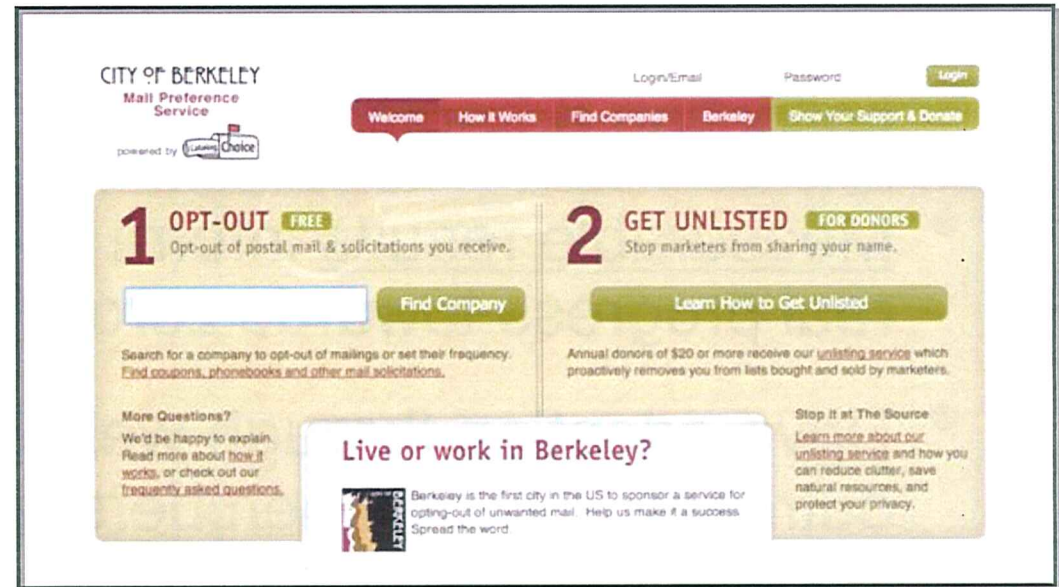 CITY OF BERKELEY
Mail Preference
Service
powered by Catalog Choice
Login/Email
Password
Login
Welcome
How It Works
Find Companies
Berkeley
Show Your Support & Donate
1 OPT-OUT FREE
Opt-out of postal mail & solicitations you receive.
Find Company
Search for a company to opt-out of mailings or set their frequency.
Find coupons, phonebooks and other mail solicitations.
More Questions?
We'd be happy to explain.
Read more about how it
works, or check out our
frequently asked questions.
2 GET UNLISTED FOR DONORS
Stop marketers from sharing your name.
Learn How to Get Unlisted
Annual donors of $20 or more receive our unlisting service which
proactively removes you from lists bought and sold by marketers.
Stop It at The Source
Learn more about our
unlisting service and how you
can reduce clutter, save
natural resources, and
protect your privacy.
Live or work in Berkeley?
CITY OF BERKELEY
Berkeley is the first city in the US to sponsor a service for
opting-out of unwanted mail. Help us make it a success.
Spread the word.